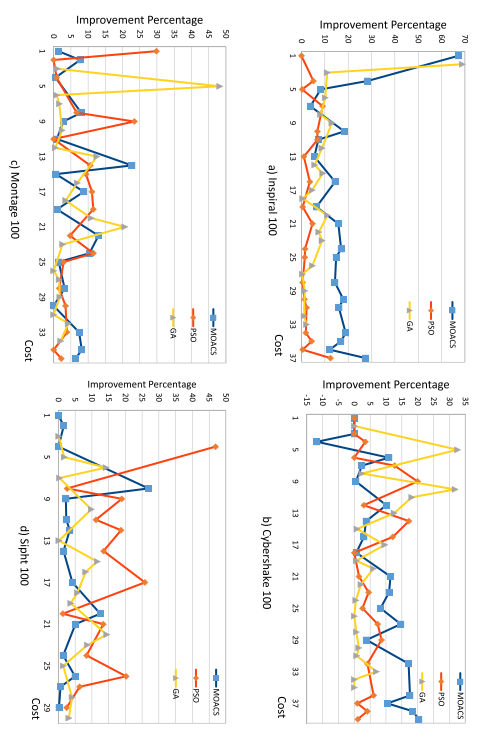 Improvement Percentage
0 5 10 15 20 25 30 35 40 45 50
1
5
9
13
17
21
25
29
33
Cost
MOACS
PSO
GA
c) Montage 100
Improvement Percentage
0 10 20 30 40 50 60 70
1
5
9
13
17
21
25
29
33
37
Cost
MOACS
PSO
GA
a) Inspiral 100
Improvement Percentage
0 5 10 15 20 25 30 35 40 45 50
1
5
9
13
17
21
25
29
Cost
MOACS
PSO
GA
d) Sipht 100
Improvement Percentage
-15 -10 -5 0 5 10 15 20 25 30 35
1
5
9
13
17
21
25
29
33
37
Cost
MOACS
PSO
GA
b) Cybershake 100